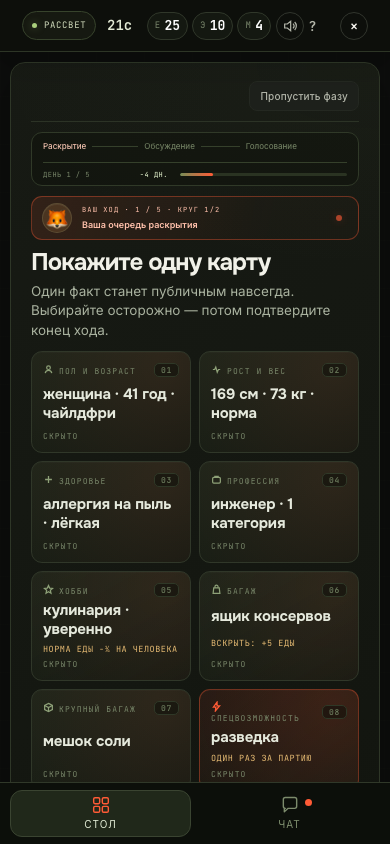 РАССВЕТ 21с Е 25 Э 10 М 4 ? ×
Пропустить фазу
Раскрытие Обсуждение Голосование
ДЕНЬ 1 / 5 -4 ДН.
ВАШ ХОД · 1 / 5 · КРУГ 1/2
Ваша очередь раскрытия
Покажите одну карту
Один факт станет публичным навсегда.
Выбирайте осторожно — потом подтвердите
конец хода.
ПОЛ И ВОЗРАСТ 01
женщина · 41 год ·
чайлдфри
СКРЫТО
РОСТ И ВЕС 02
169 см · 73 кг ·
норма
СКРЫТО
ЗДОРОВЬЕ 03
аллергия на пыль
· лёгкая
СКРЫТО
ПРОФЕССИЯ 04
инженер · 1
категория
СКРЫТО
ХОББИ 05
кулинария ·
уверенно
НОРМА ЕДЫ -½ НА ЧЕЛОВЕКА
СКРЫТО
БАГАЖ 06
ящик консервов
ВСКРЫТЬ: +5 ЕДЫ
СКРЫТО
КРУПНЫЙ БАГАЖ 07
мешок соли
СКРЫТО
СПЕЦВОЗМОЖНОСТЬ 08
разведка
ОДИН РАЗ ЗА ПАРТИЮ
СКРЫТО
СТОЛ
ЧАТ